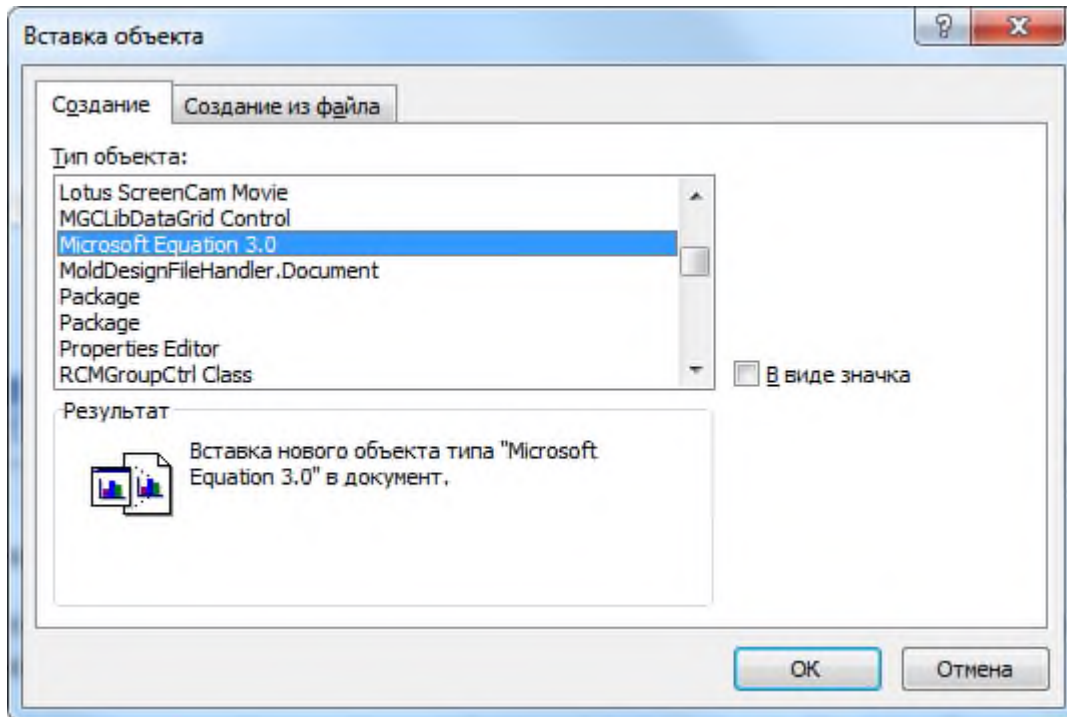 Вставка объекта
?
Создание
Создание из файла
Тип объекта:
Lotus ScreenCam Movie
MGCLibDataGrid Control
Microsoft Equation 3.0
MoldDesignFileHandler.Document
Package
Package
Properties Editor
RCMGroupCtrl Class
В виде значка
Результат
Вставка нового объекта типа "Microsoft
Equation 3.0" в документ.
ОК
Отмена